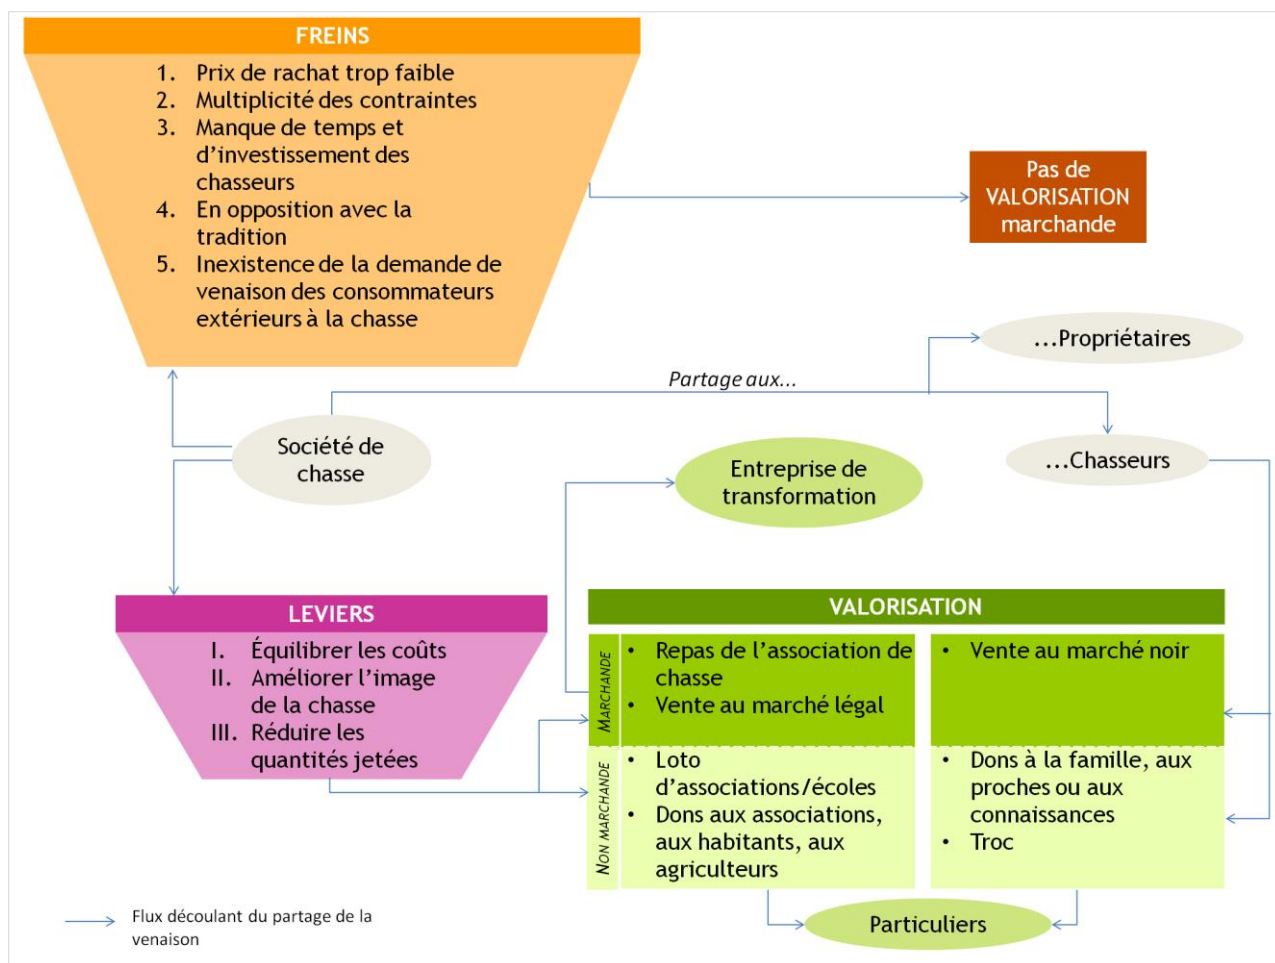 FREINS
1. Prix de rachat trop faible
2. Multiplicité des contraintes
3. Manque de temps et
d’investissement des
chasseurs
4. En opposition avec la
tradition
5. Inexistence de la demande de
venaison des consommateurs
extérieurs à la chasse
Pas de
VALORISATION
marchande
...Propriétaires
Partage aux...
Société de
chasse
Entreprise de
transformation
...Chasseurs
LEVIERS
I. Équilibrer les coûts
II. Améliorer l’image
de la chasse
III. Réduire les
quantités jetées
VALORISATION
MARCHANDE
• Repas de l’association de
chasse
• Vente au marché légal
• Vente au marché noir
NON MARCHANDE
• Loto
d’associations/écoles
• Dons aux associations,
aux habitants, aux
agriculteurs
• Dons à la famille, aux
proches ou aux
connaissances
• Troc
Particuliers
Flux découlant du partage de la
venaison